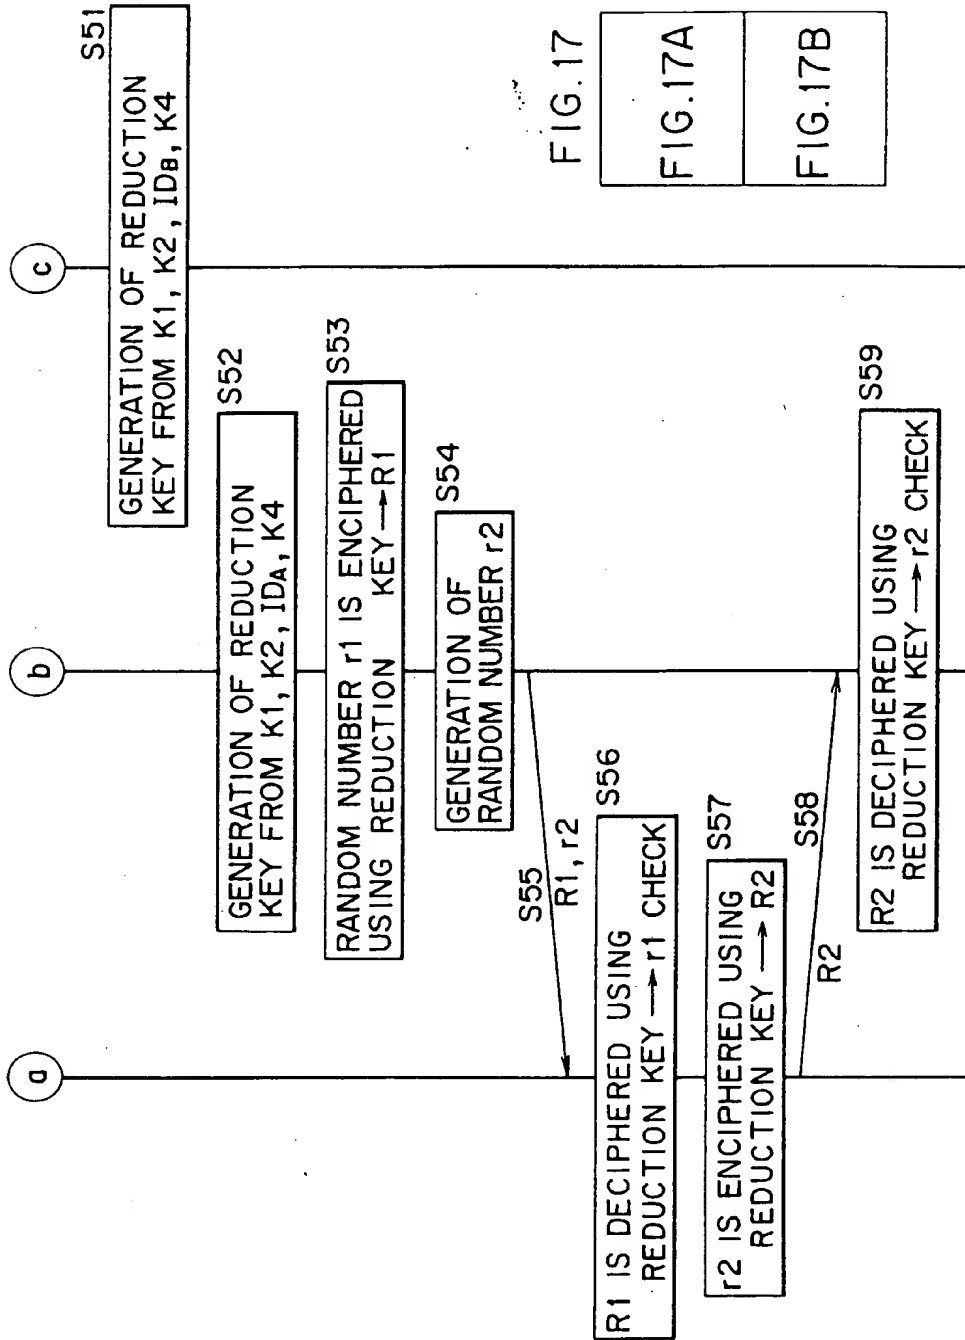 a
b
c
S51
GENERATION OF REDUCTION
KEY FROM K1, K2, IDB, K4
S52
GENERATION OF REDUCTION
KEY FROM K1, K2, IDA, K4
S53
RANDOM NUMBER r1 IS ENCIPHERED
USING REDUCTION KEY → R1
S54
GENERATION OF
RANDOM NUMBER r2
S55
R1, r2
S56
R1 IS DECIPHERED USING
REDUCTION KEY → r1 CHECK
S57
r2 IS ENCIPHERED USING
REDUCTION KEY → R2
S58
R2
S59
R2 IS DECIPHERED USING
REDUCTION KEY → r2 CHECK
FIG.17
FIG.17A
FIG.17B